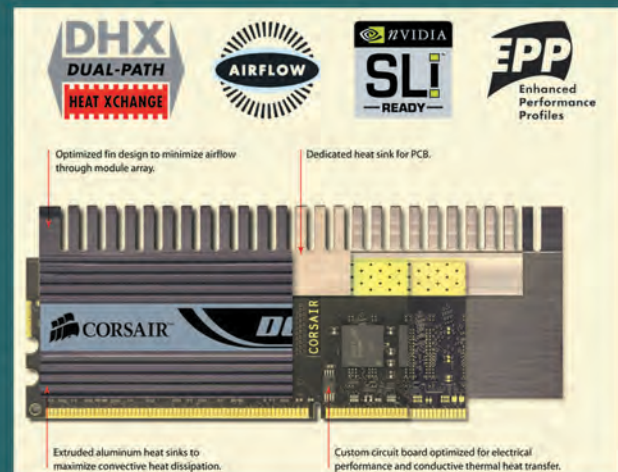 DHX
DUAL-PATH
HEAT XCHANGE
AIRFLOW
NVIDIA
SLI
READY
EPP
Enhanced
Performance
Profiles
Optimized fin design to minimize airflow
through module array.
Dedicated heat sink for PCB.
CORSAIR
CORSAIR
Extruded aluminum heat sinks to
maximize convective heat dissipation.
Custom circuit board optimized for electrical
performance and conductive thermal heat transfer.